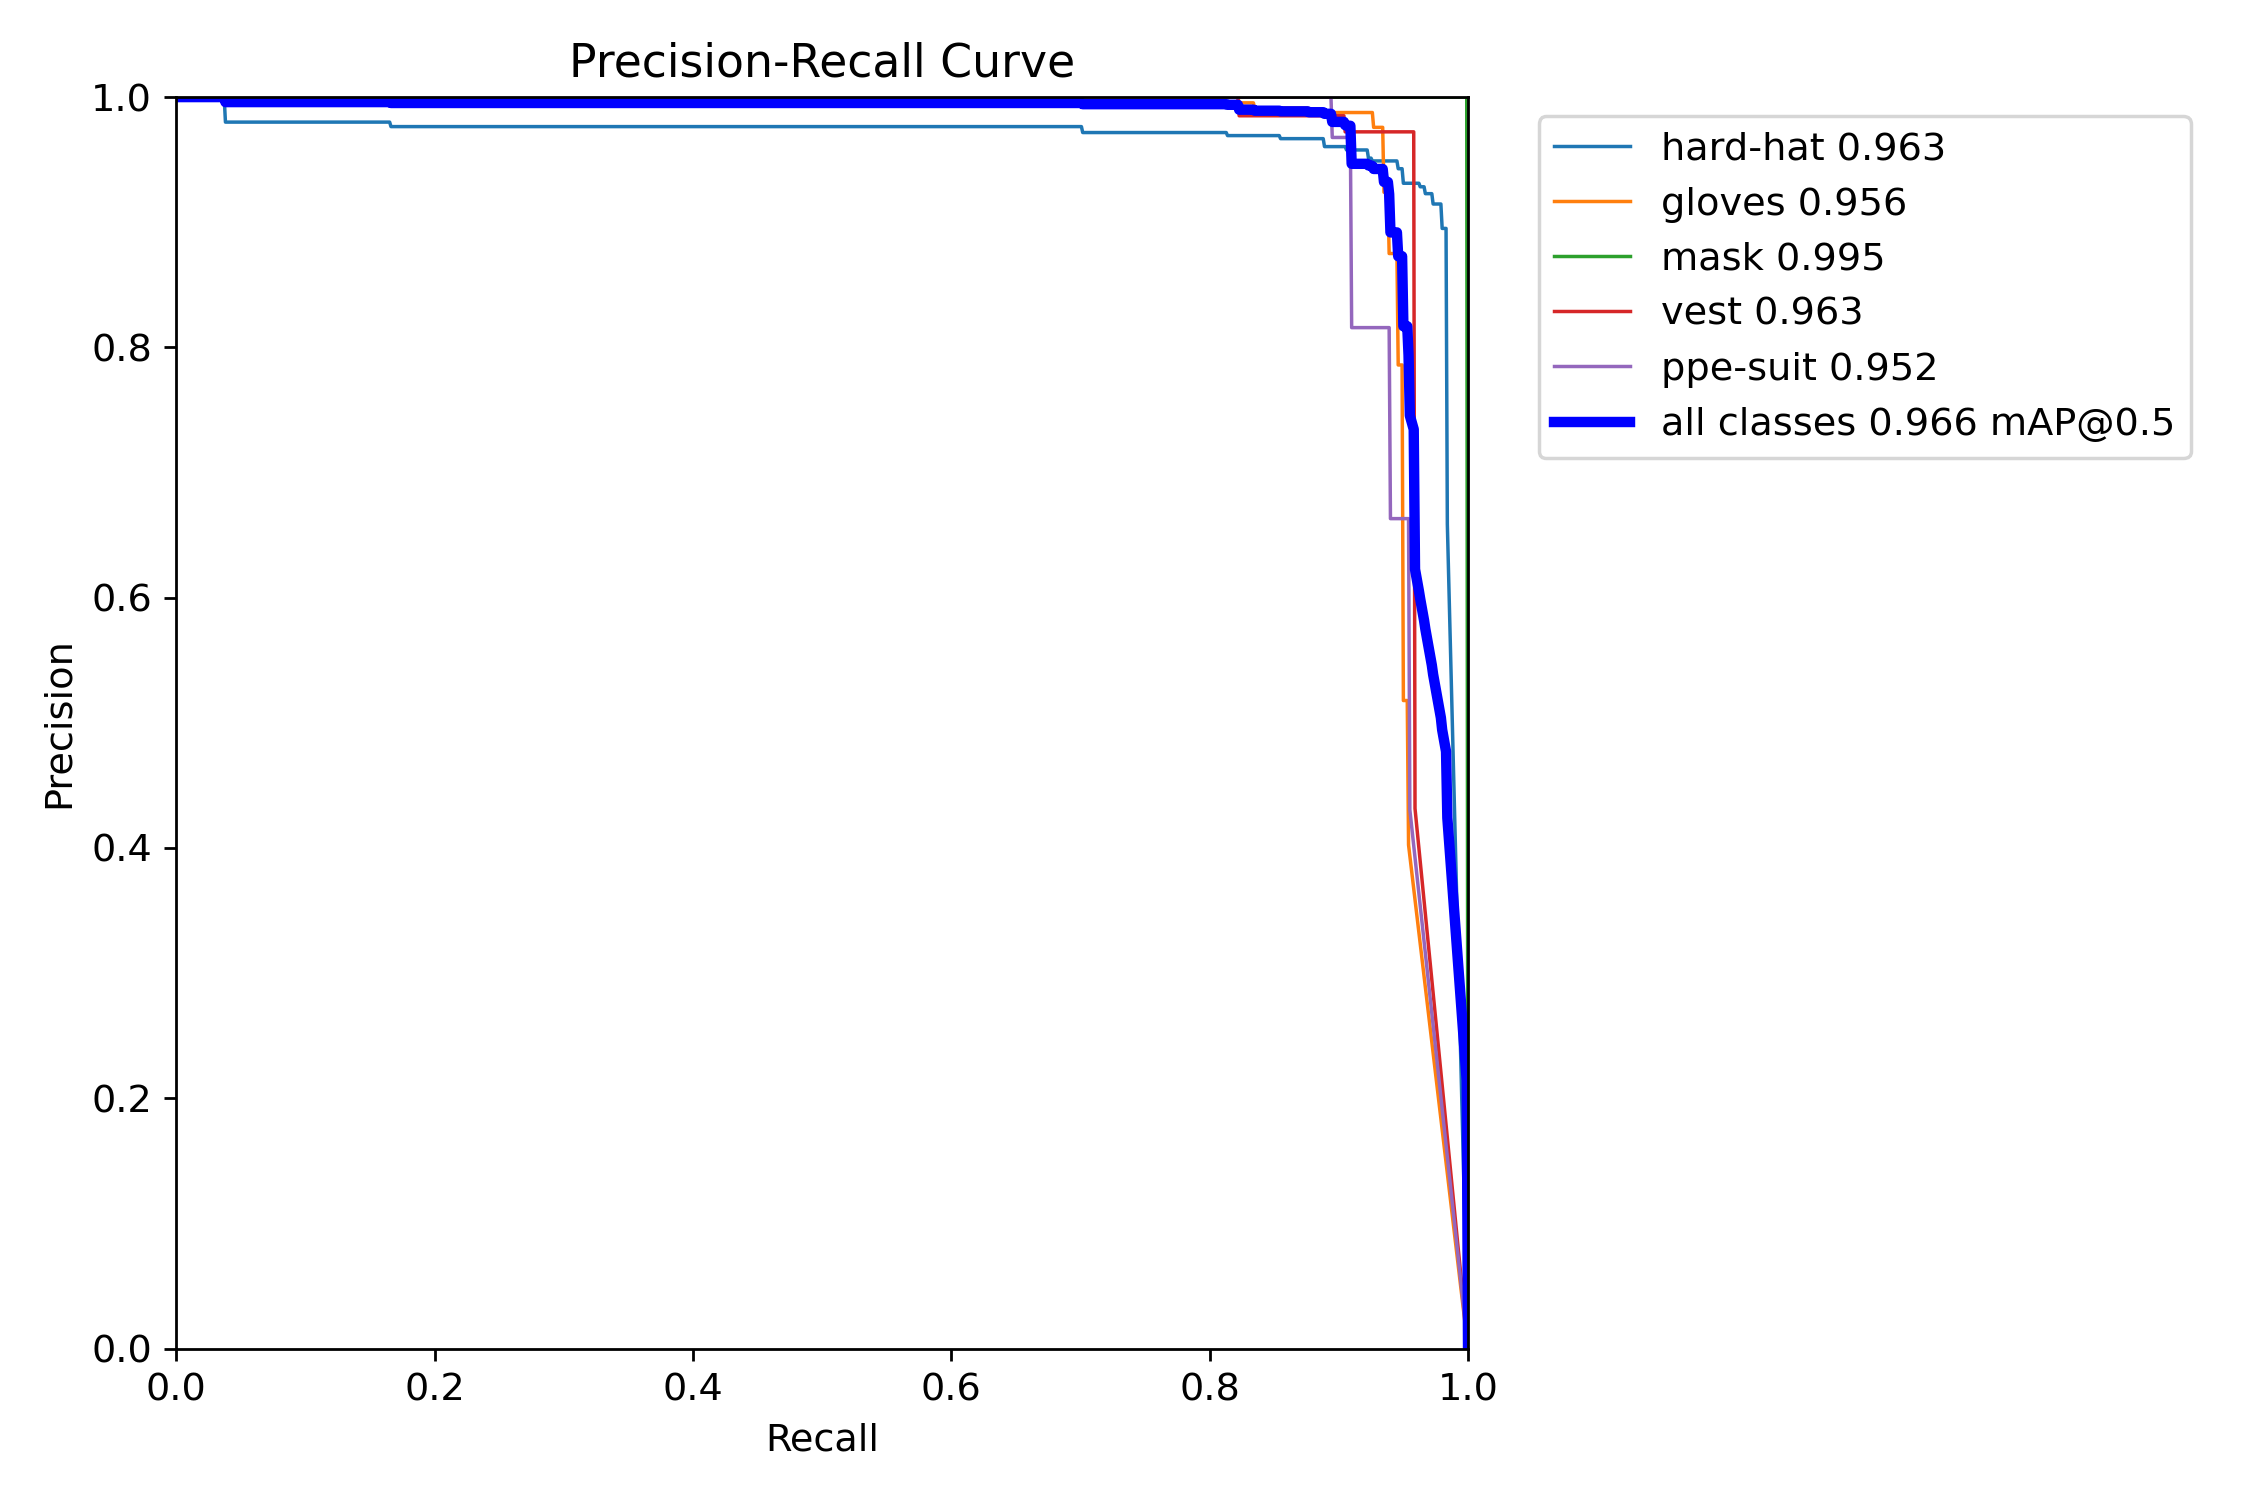 Precision-Recall Curve
1.0
0.8
0.6
0.4
0.2
0.0
Precision
0.0 0.2 0.4 0.6 0.8 1.0
Recall
hard-hat 0.963
gloves 0.956
mask 0.995
vest 0.963
ppe-suit 0.952
all classes 0.966 mAP@0.5